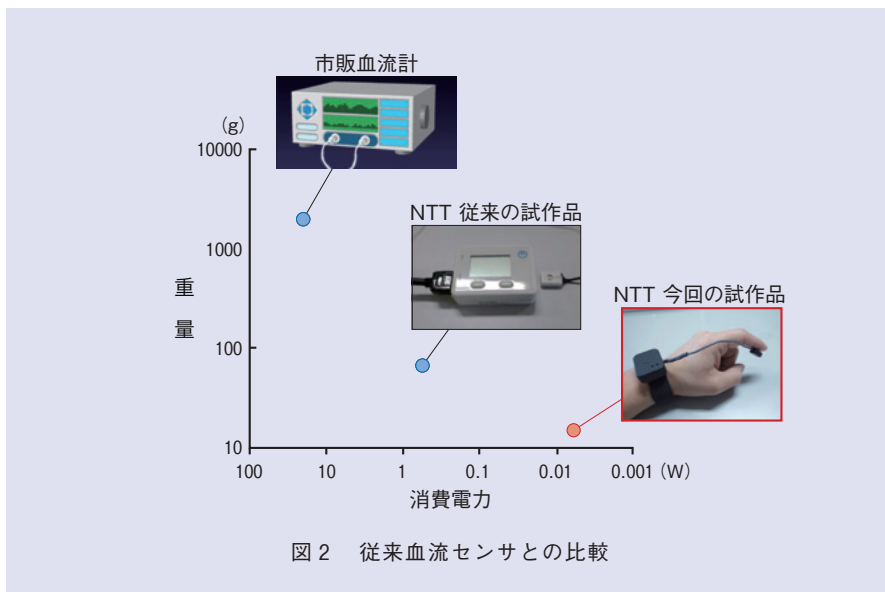 市販血流計
(g)
10000
NTT 従来の試作品
1000
重
量
NTT 今回の試作品
100
10
100 10 1 0.1 0.01 0.001 (W)
消費電力
図2 従来血流センサとの比較